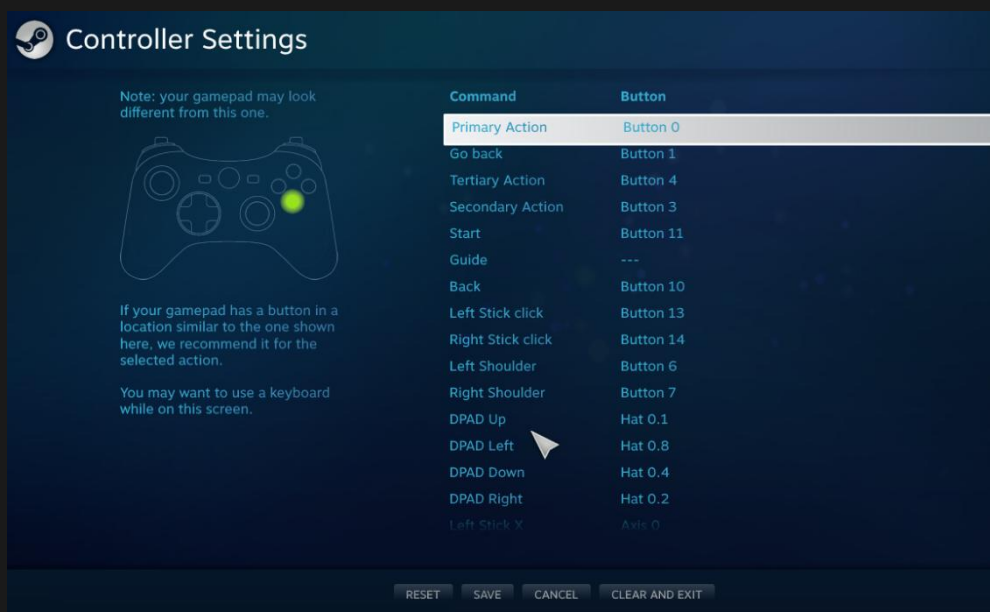 Controller Settings
Note: your gamepad may look
different from this one.
If your gamepad has a button in a
location similar to the one shown
here, we recommend it for the
selected action.
You may want to use a keyboard
while on this screen.
Command Button
Primary Action Button 0
Go back Button 1
Tertiary Action Button 4
Secondary Action Button 3
Start Button 11
Guide ---
Back Button 10
Left Stick click Button 13
Right Stick click Button 14
Left Shoulder Button 6
Right Shoulder Button 7
DPAD Up Hat 0.1
DPAD Left Hat 0.8
DPAD Down Hat 0.4
DPAD Right Hat 0.2
Left Stick X Axis 0
RESET SAVE CANCEL CLEAR AND EXIT